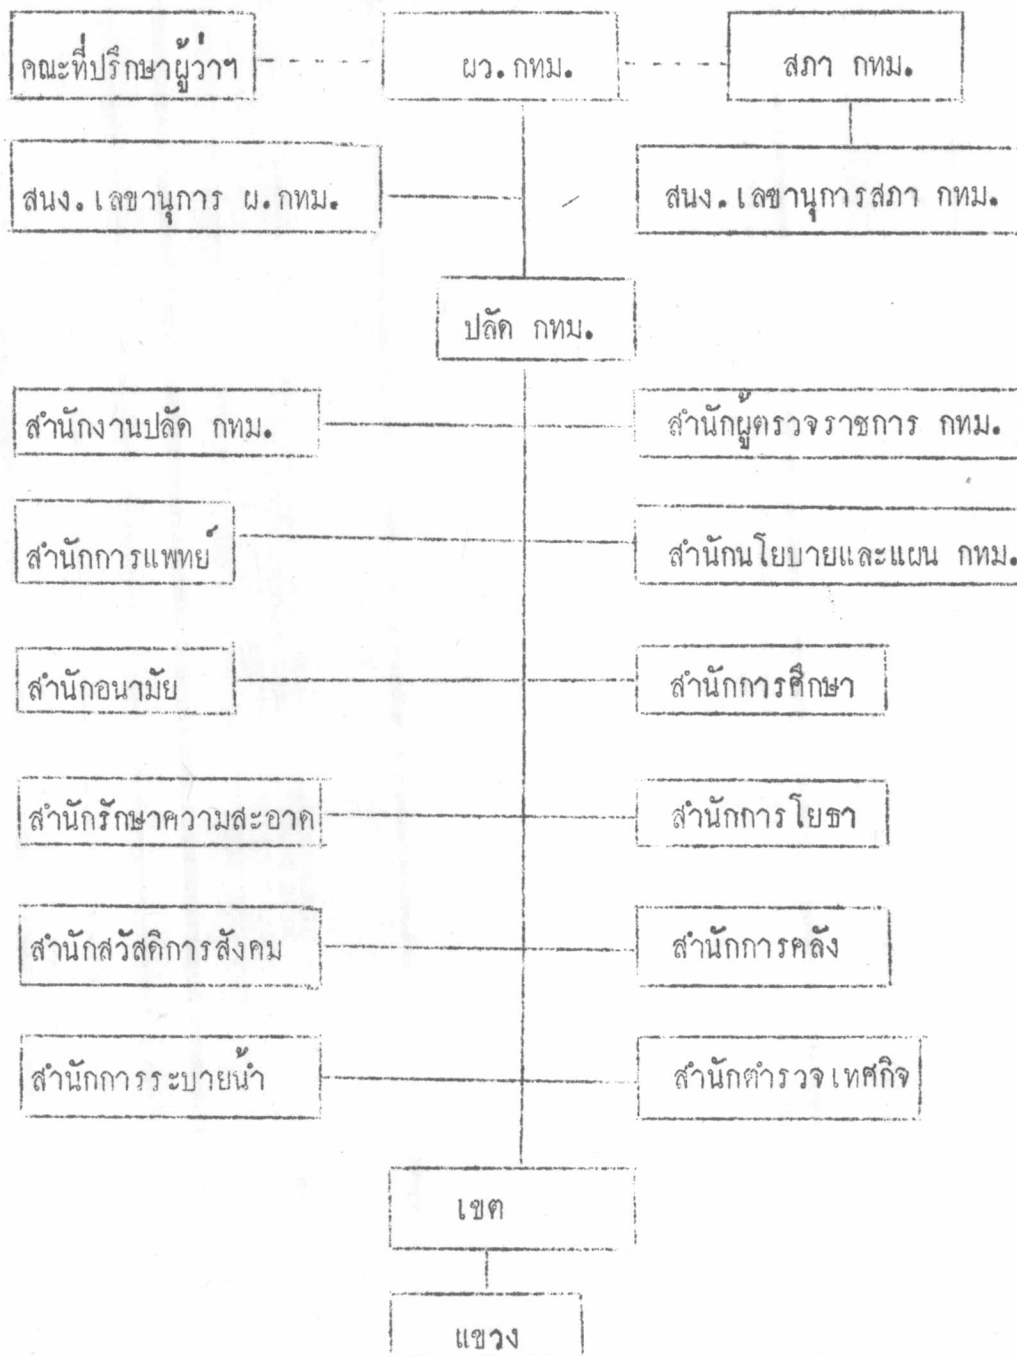 คณะที่ปรึกษาผู้ว่าฯ
ผว.กทม.
สภา กทม.
สนง.เลขานุการ ผ.กทม.
สนง.เลขานุการสภา กทม.
ปลัด กทม.
สำนักงานปลัด กทม.
สำนักผู้ตรวจราชการ กทม.
สำนักการแพทย์
สำนักนโยบายและแผน กทม.
สำนักอนามัย
สำนักการศึกษา
สำนักรักษาความสะอาด
สำนักการโยธา
สำนักสวัสดิการสังคม
สำนักการคลัง
สำนักการระบายน้ำ
สำนักตำรวจเทศกิจ
เขต
แขวง